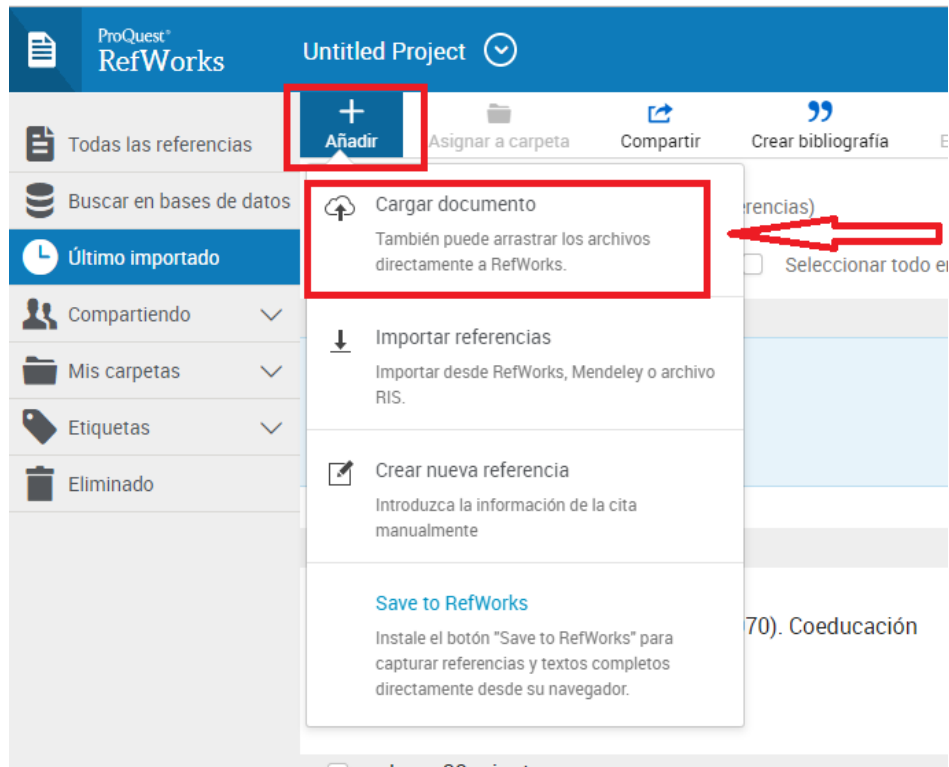 ProQuest®
RefWorks
Untitled Project
Todas las referencias
Buscar en bases de datos
Último importado
Compartiendo
Mis carpetas
Etiquetas
Eliminado
Añadir
Asignar a carpeta
Compartir
Crear bibliografía
Cargar documento
También puede arrastrar los archivos
directamente a RefWorks.
Importar referencias
Importar desde RefWorks, Mendeley o archivo
RIS.
Crear nueva referencia
Introduzca la información de la cita
manualmente
Save to RefWorks
Instale el botón "Save to RefWorks" para
capturar referencias y textos completos
directamente desde su navegador.
erencias)
Seleccionar todo e
70). Coeducación